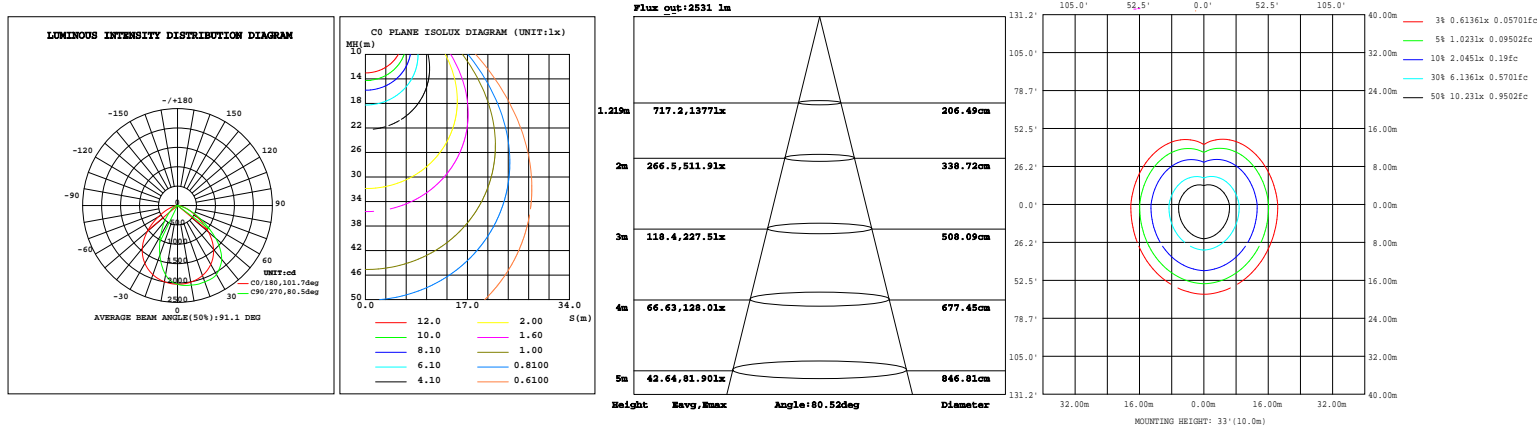 LUMINOUS INTENSITY DISTRIBUTION DIAGRAM
-/+180
-150
150
-120
120
-90
90
-60
60
-30
30
0
0
500
1000
1500
2000
2500
UNIT:cd
C0/180,101.7deg
C90/270,80.5deg
AVERAGE BEAM ANGLE(50%):91.1 DEG
C0 PLANE ISOLUX DIAGRAM (UNIT:lx)
MH(m)
10
14
18
22
26
30
34
38
42
46
50
0.0
17.0
34.0
S(m)
12.0
2.00
10.0
1.60
8.10
1.00
6.10
0.8100
4.10
0.6100
Flux out:2531 lm
1.219m
717.2,1377lx
206.49cm
2m
266.5,511.9lx
338.72cm
3m
118.4,227.5lx
508.09cm
4m
66.63,128.0lx
677.45cm
5m
42.64,81.90lx
846.81cm
Height
Eavg,Emax
Angle:80.52deg
Diameter
105.0'
52.5'
0.0'
52.5'
105.0'
131.2'
105.0'
78.7'
52.5'
26.2'
0.0'
26.2'
52.5'
78.7'
105.0'
131.2'
40.00m
32.00m
24.00m
16.00m
8.00m
0.00m
8.00m
16.00m
24.00m
32.00m
40.00m
32.00m
16.00m
0.00m
16.00m
32.00m
MOUNTING HEIGHT: 33'(10.0m)
3% 0.6136lx 0.05701fc
5% 1.023lx 0.09502fc
10% 2.045lx 0.19fc
30% 6.136lx 0.5701fc
50% 10.23lx 0.9502fc